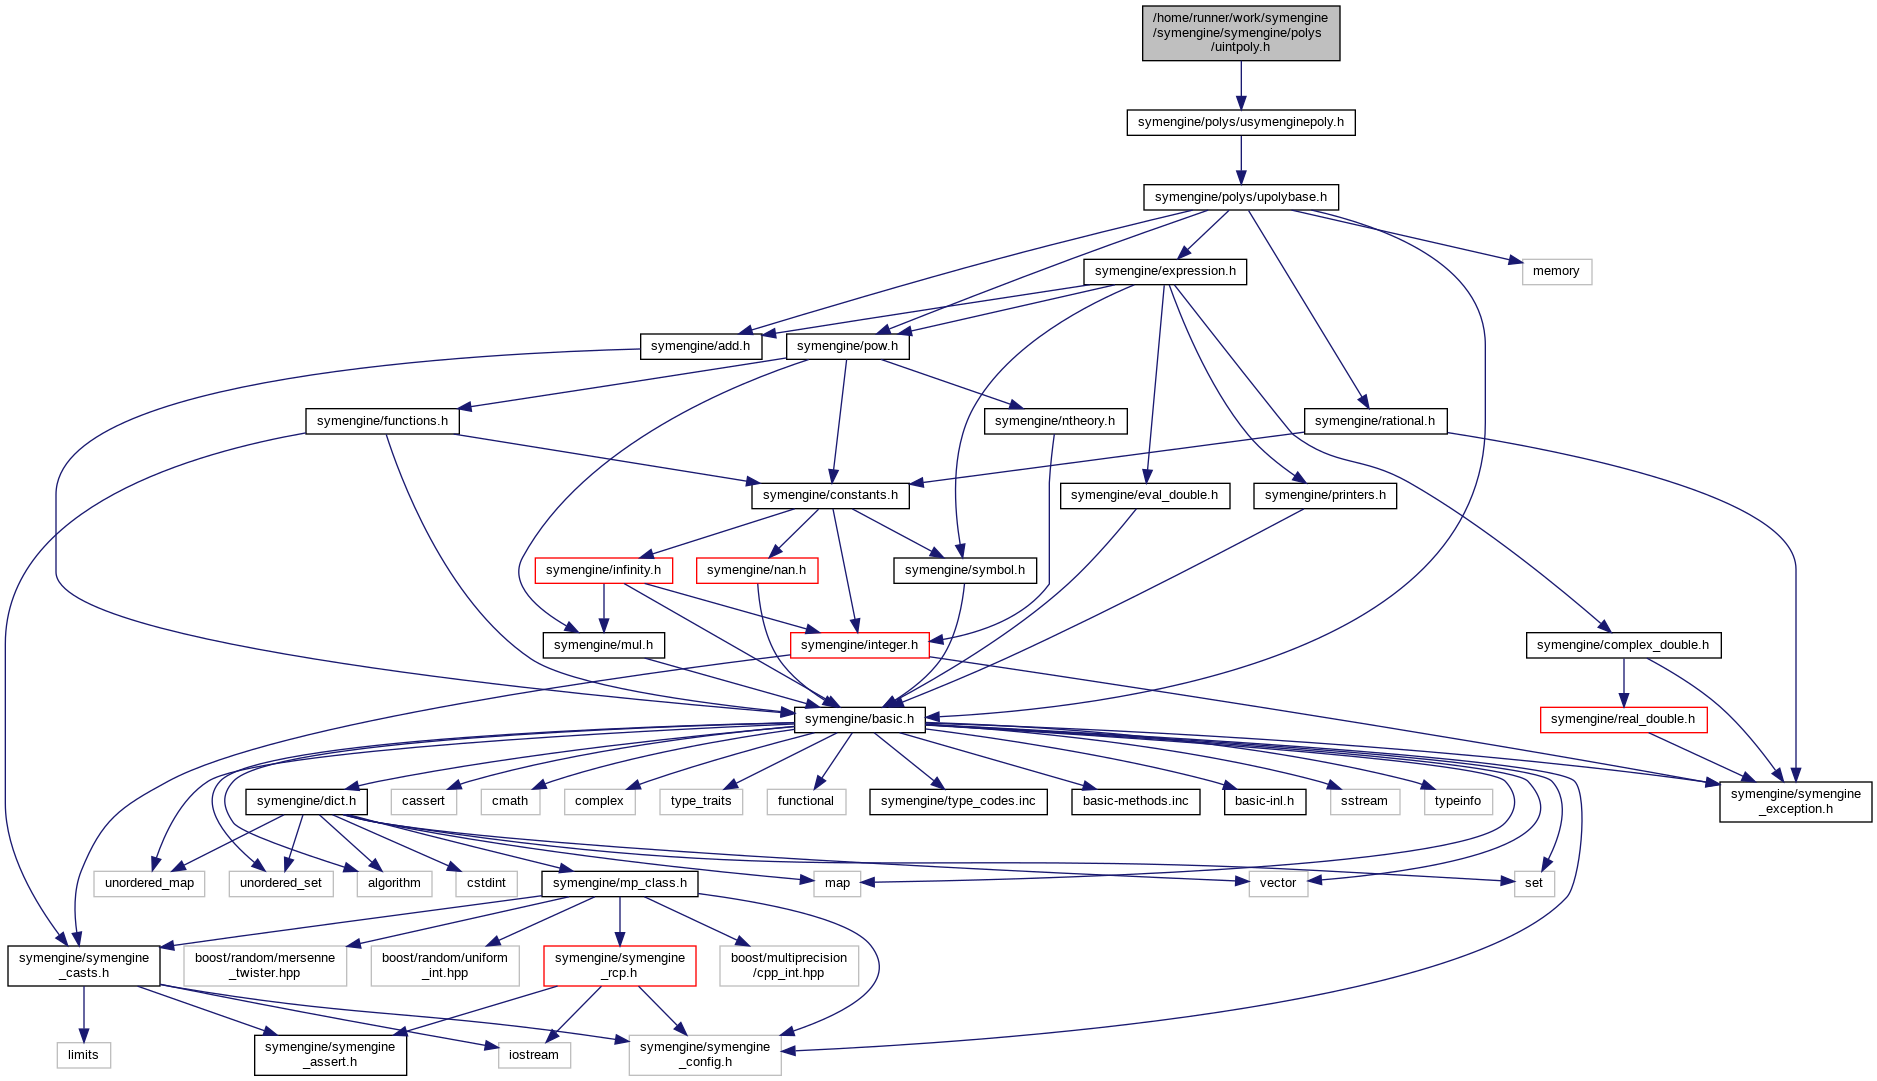 /home/runner/work/symengine
/symengine/symengine/polys
/uintpoly.h
symengine/polys/usymenginepoly.h
symengine/polys/upolybase.h
symengine/expression.h
memory
symengine/add.h
symengine/pow.h
symengine/functions.h
symengine/ntheory.h
symengine/rational.h
symengine/constants.h
symengine/eval_double.h
symengine/printers.h
symengine/infinity.h
symengine/nan.h
symengine/symbol.h
symengine/mul.h
symengine/integer.h
symengine/complex_double.h
symengine/basic.h
symengine/real_double.h
symengine/dict.h
cassert
cmath
complex
type_traits
functional
symengine/type_codes.inc
basic-methods.inc
basic-inl.h
sstream
typeinfo
symengine/symengine
_exception.h
unordered_map
unordered_set
algorithm
cstdint
symengine/mp_class.h
map
vector
set
symengine/symengine
_casts.h
boost/random/mersenne
_twister.hpp
boost/random/uniform
_int.hpp
symengine/symengine
_rcp.h
boost/multiprecision
/cpp_int.hpp
limits
symengine/symengine
_assert.h
iostream
symengine/symengine
_config.h